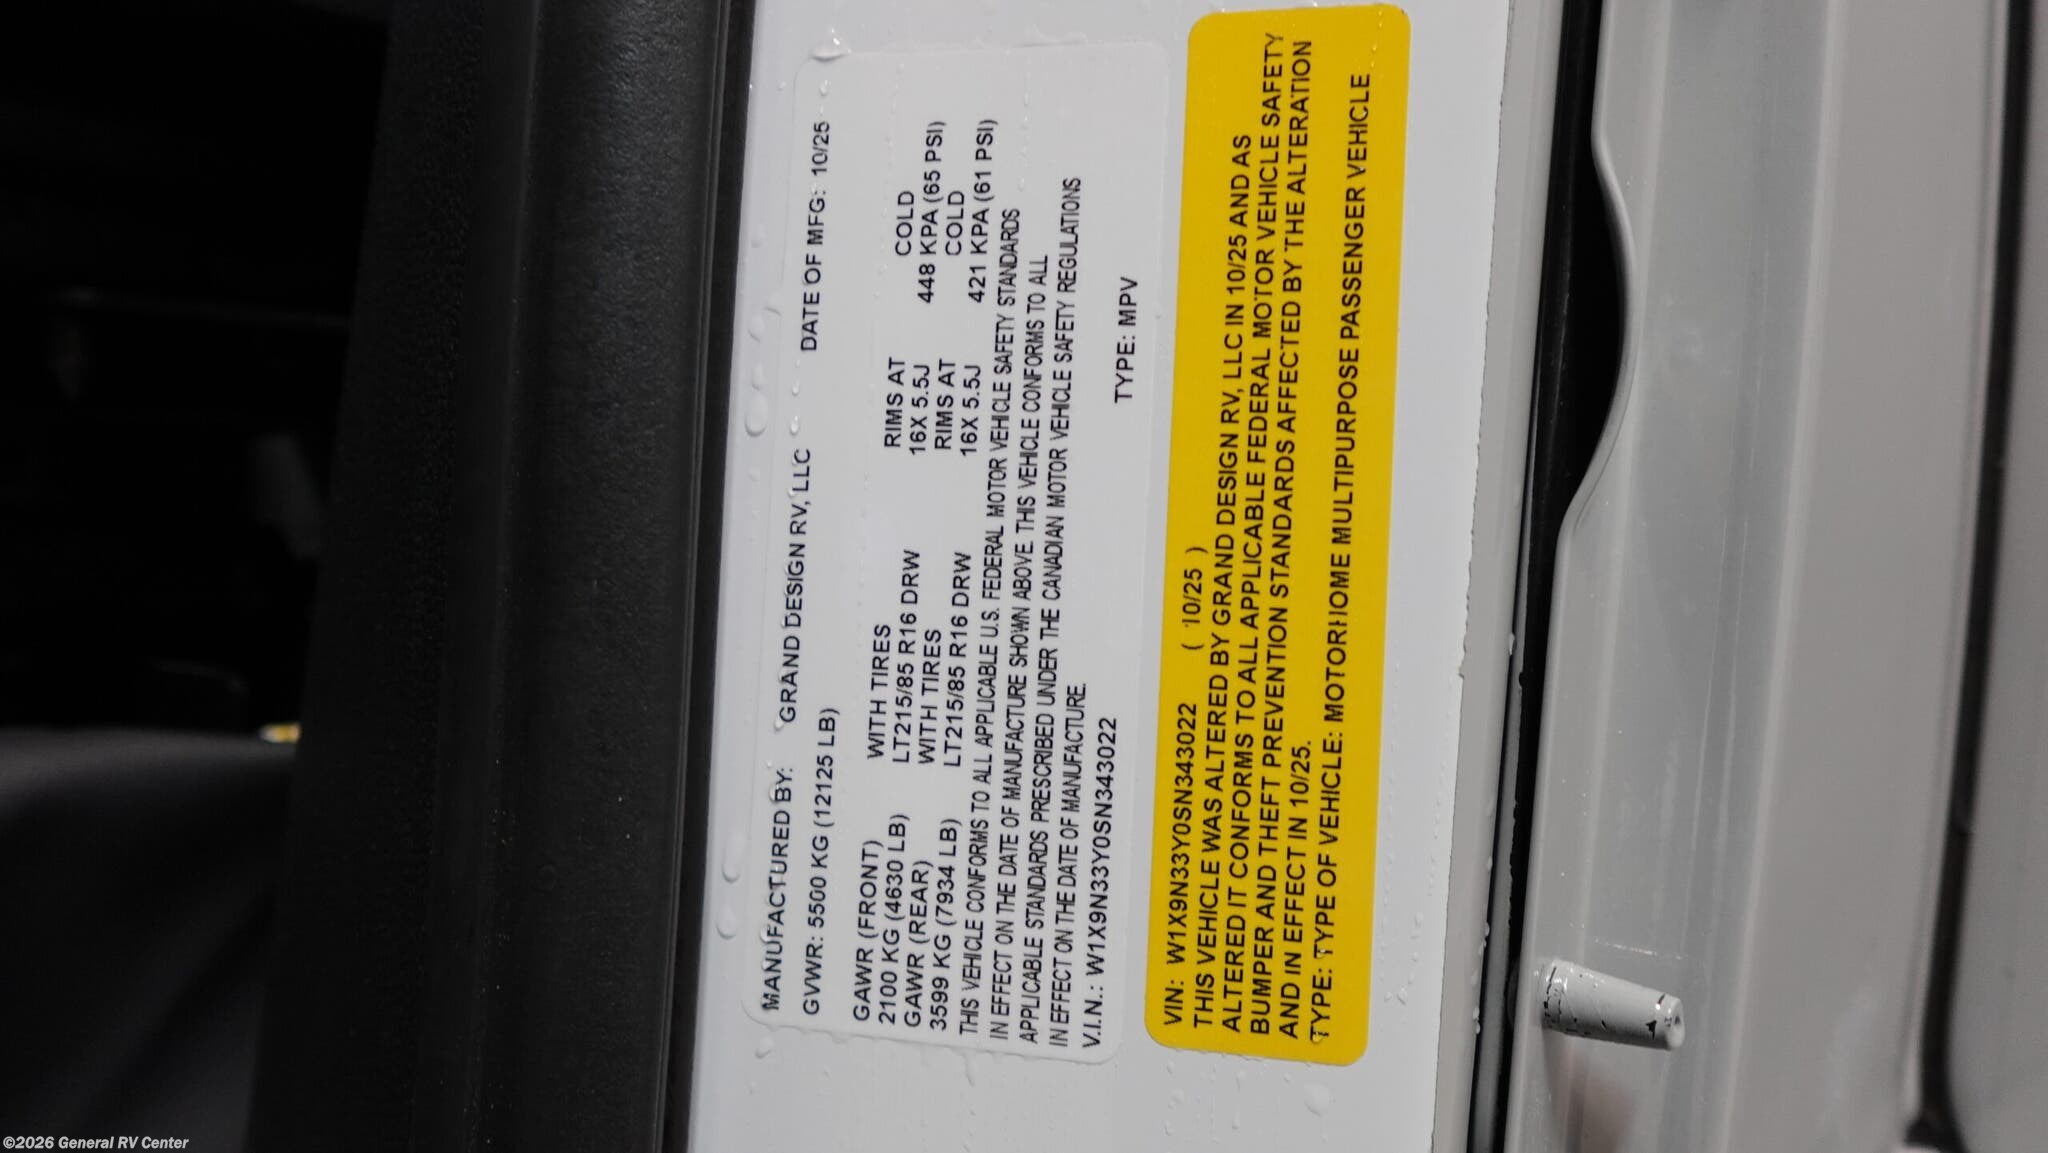 MANUFACTURED BY: GRAND DESIGN RV, LLC DATE OF MFG: 10/25
GVWR: 5500 KG (12125 LB)
GAWR (FRONT) WITH TIRES RIMS AT COLD
2100 KG (4630 LB) LT215/85 R16 DRW 16X 5.5J 448 KPA (65 PSI)
GAWR (REAR) WITH TIRES RIMS AT COLD
3599 KG (7934 LB) LT215/85 R16 DRW 16X 5.5J 421 KPA (61 PSI)
THIS VEHICLE CONFORMS TO ALL APPLICABLE U.S. FEDERAL MOTOR VEHICLE SAFETY STANDARDS
IN EFFECT ON THE DATE OF MANUFACTURE SHOWN ABOVE. THIS VEHICLE CONFORMS TO ALL
APPLICABLE STANDARDS PRESCRIBED UNDER THE CANADIAN MOTOR VEHICLE SAFETY REGULATIONS
IN EFFECT ON THE DATE OF MANUFACTURE.
V.I.N.: W1X9N33Y0SN343022 TYPE: MPV
VIN: W1X9N33Y0SN343022 ( 10/25 )
THIS VEHICLE WAS ALTERED BY GRAND DESIGN RV, LLC IN 10/25 AND AS
ALTERED IT CONFORMS TO ALL APPLICABLE FEDERAL MOTOR VEHICLE SAFETY
BUMPER AND THEFT PREVENTION STANDARDS AFFECTED BY THE ALTERATION
AND IN EFFECT IN 10/25.
TYPE: TYPE OF VEHICLE: MOTORHOME MULTIPURPOSE PASSENGER VEHICLE
©2026 General RV Center